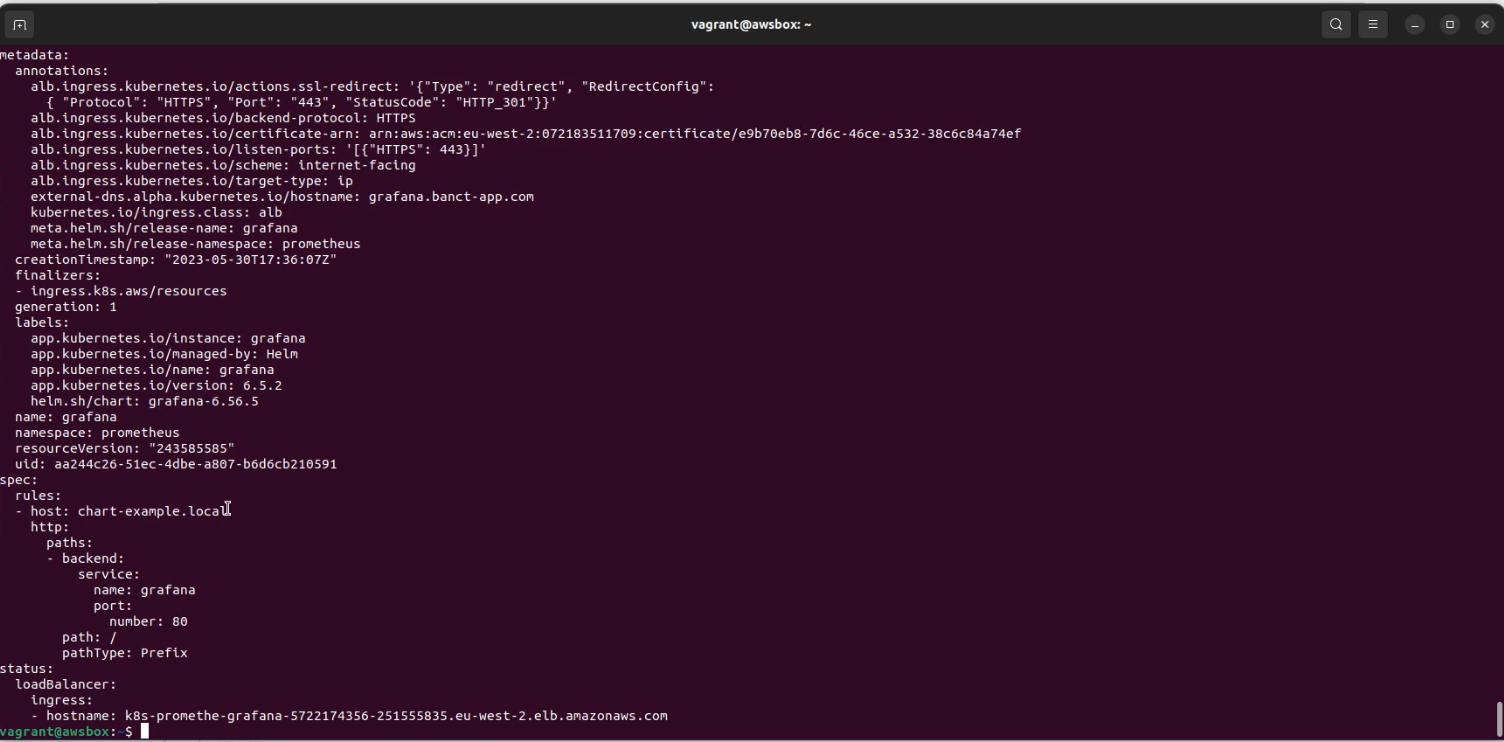 vagrant@awsbox: ~
metadata:
  annotations:
    alb.ingress.kubernetes.io/actions.ssl-redirect: '{"Type": "redirect", "RedirectConfig":
      { "Protocol": "HTTPS", "Port": "443", "StatusCode": "HTTP_301"}}'
    alb.ingress.kubernetes.io/backend-protocol: HTTPS
    alb.ingress.kubernetes.io/certificate-arn: arn:aws:acm:eu-west-2:072183511709:certificate/e9b70eb8-7d6c-46ce-a532-38c6c84a74ef
    alb.ingress.kubernetes.io/listen-ports: '[{"HTTPS": 443}]'
    alb.ingress.kubernetes.io/scheme: internet-facing
    alb.ingress.kubernetes.io/target-type: ip
    external-dns.alpha.kubernetes.io/hostname: grafana.banct-app.com
    kubernetes.io/ingress.class: alb
    meta.helm.sh/release-name: grafana
    meta.helm.sh/release-namespace: prometheus
  creationTimestamp: "2023-05-30T17:36:07Z"
  finalizers:
  - ingress.k8s.aws/resources
  generation: 1
  labels:
    app.kubernetes.io/instance: grafana
    app.kubernetes.io/managed-by: Helm
    app.kubernetes.io/name: grafana
    app.kubernetes.io/version: 6.5.2
    helm.sh/chart: grafana-6.56.5
  name: grafana
  namespace: prometheus
  resourceVersion: "243585585"
  uid: aa244c26-51ec-4dbe-a807-b6d6cb210591
spec:
  rules:
  - host: chart-example.local
    http:
      paths:
      - backend:
          service:
            name: grafana
            port:
              number: 80
        path: /
        pathType: Prefix
status:
  loadBalancer:
    ingress:
    - hostname: k8s-promethe-grafana-5722174356-251555835.eu-west-2.elb.amazonaws.com
vagrant@awsbox:~$